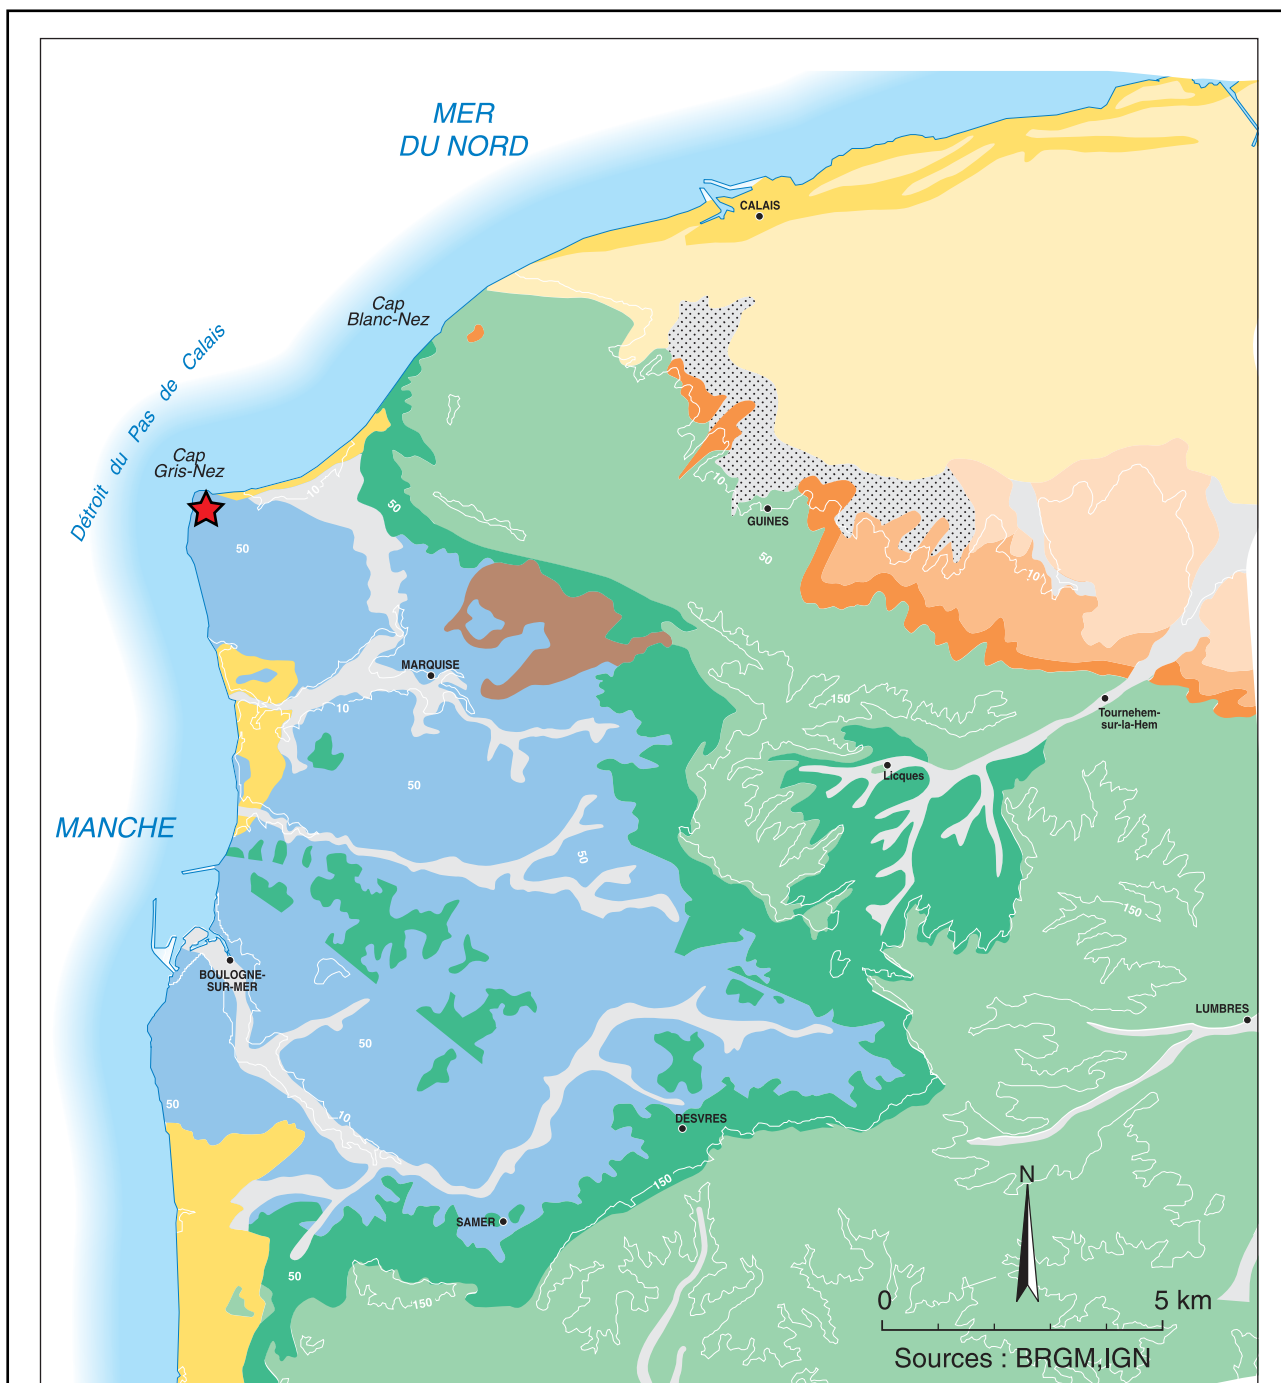 MER
DU NORD
CALAIS
Cap
Blanc-Nez
Détroit du Pas de Calais
Cap
Gris-Nez
10
50
10
GUINES
50
50
10
MARQUISE
150
10
Tournehem-
sur-la-Hem
Licques
50
MANCHE
50
150
BOULOGNE-
SUR-MER
LUMBRES
50
50
10
DESVRES
150
N
SAMER
50
150
0
5 km
Sources : BRGM,IGN